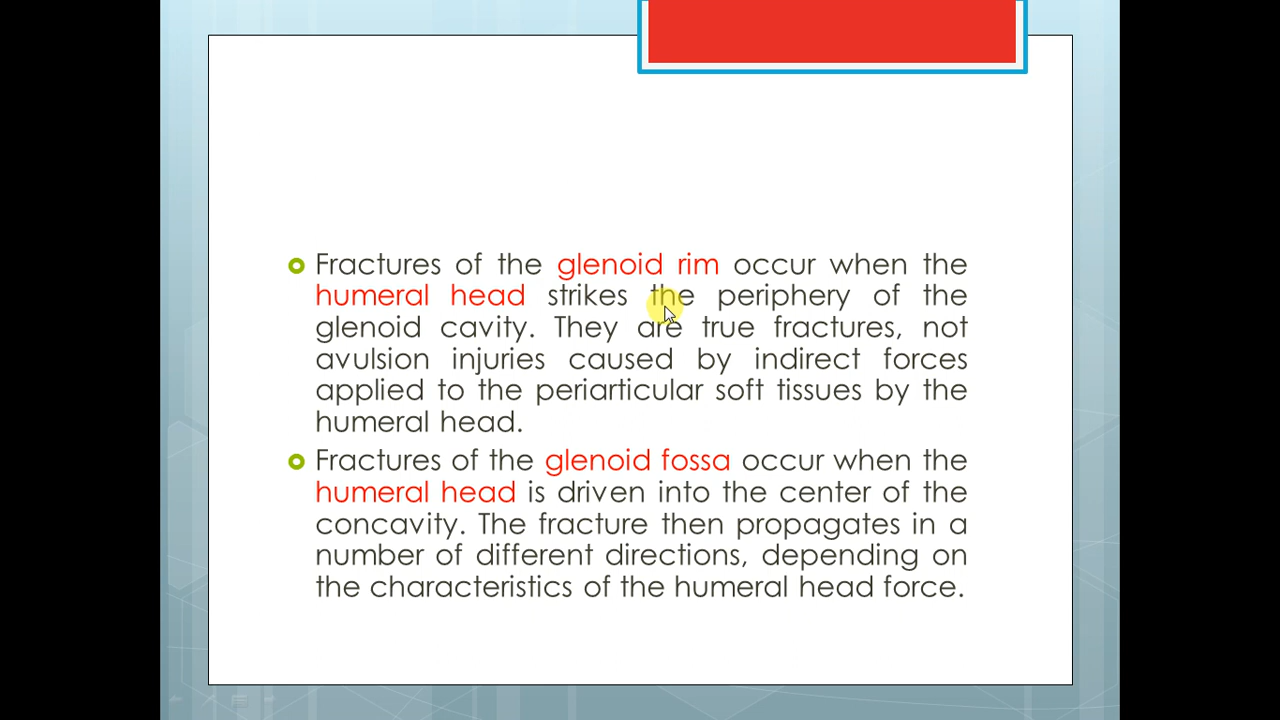 Fractures of the glenoid rim occur when the
humeral head strikes the periphery of the
glenoid cavity. They are true fractures, not
avulsion injuries caused by indirect forces
applied to the periarticular soft tissues by the
humeral head.
Fractures of the glenoid fossa occur when the
humeral head is driven into the center of the
concavity. The fracture then propagates in a
number of different directions, depending on
the characteristics of the humeral head force.